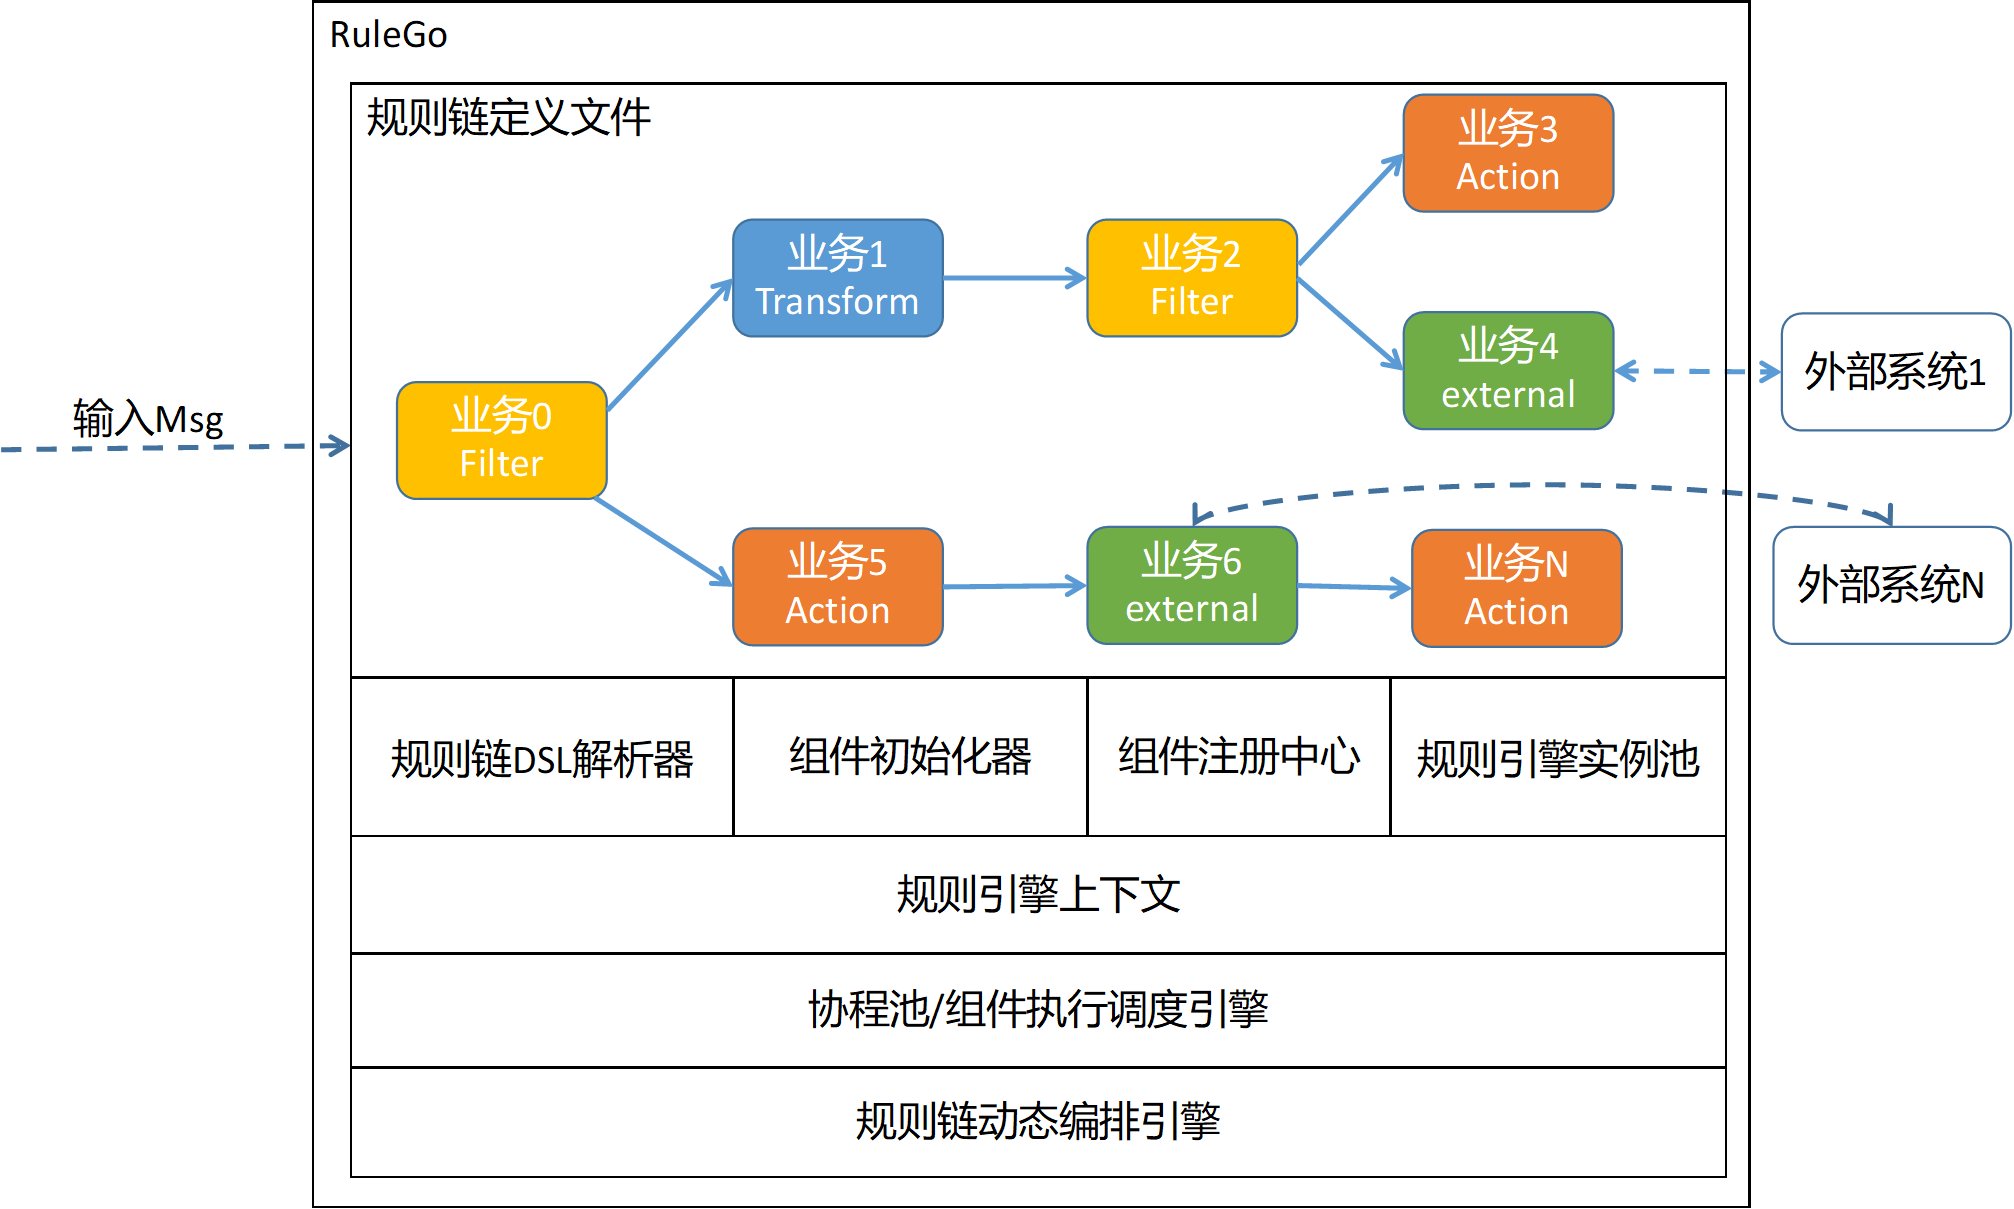 RuleGo
规则链定义文件
业务3
Action
业务1
Transform
业务2
Filter
业务4
external
外部系统1
输入Msg
业务0
Filter
业务5
Action
业务6
external
业务N
Action
外部系统N
规则链DSL解析器
组件初始化器
组件注册中心
规则引擎实例池
规则引擎上下文
协程池/组件执行调度引擎
规则链动态编排引擎